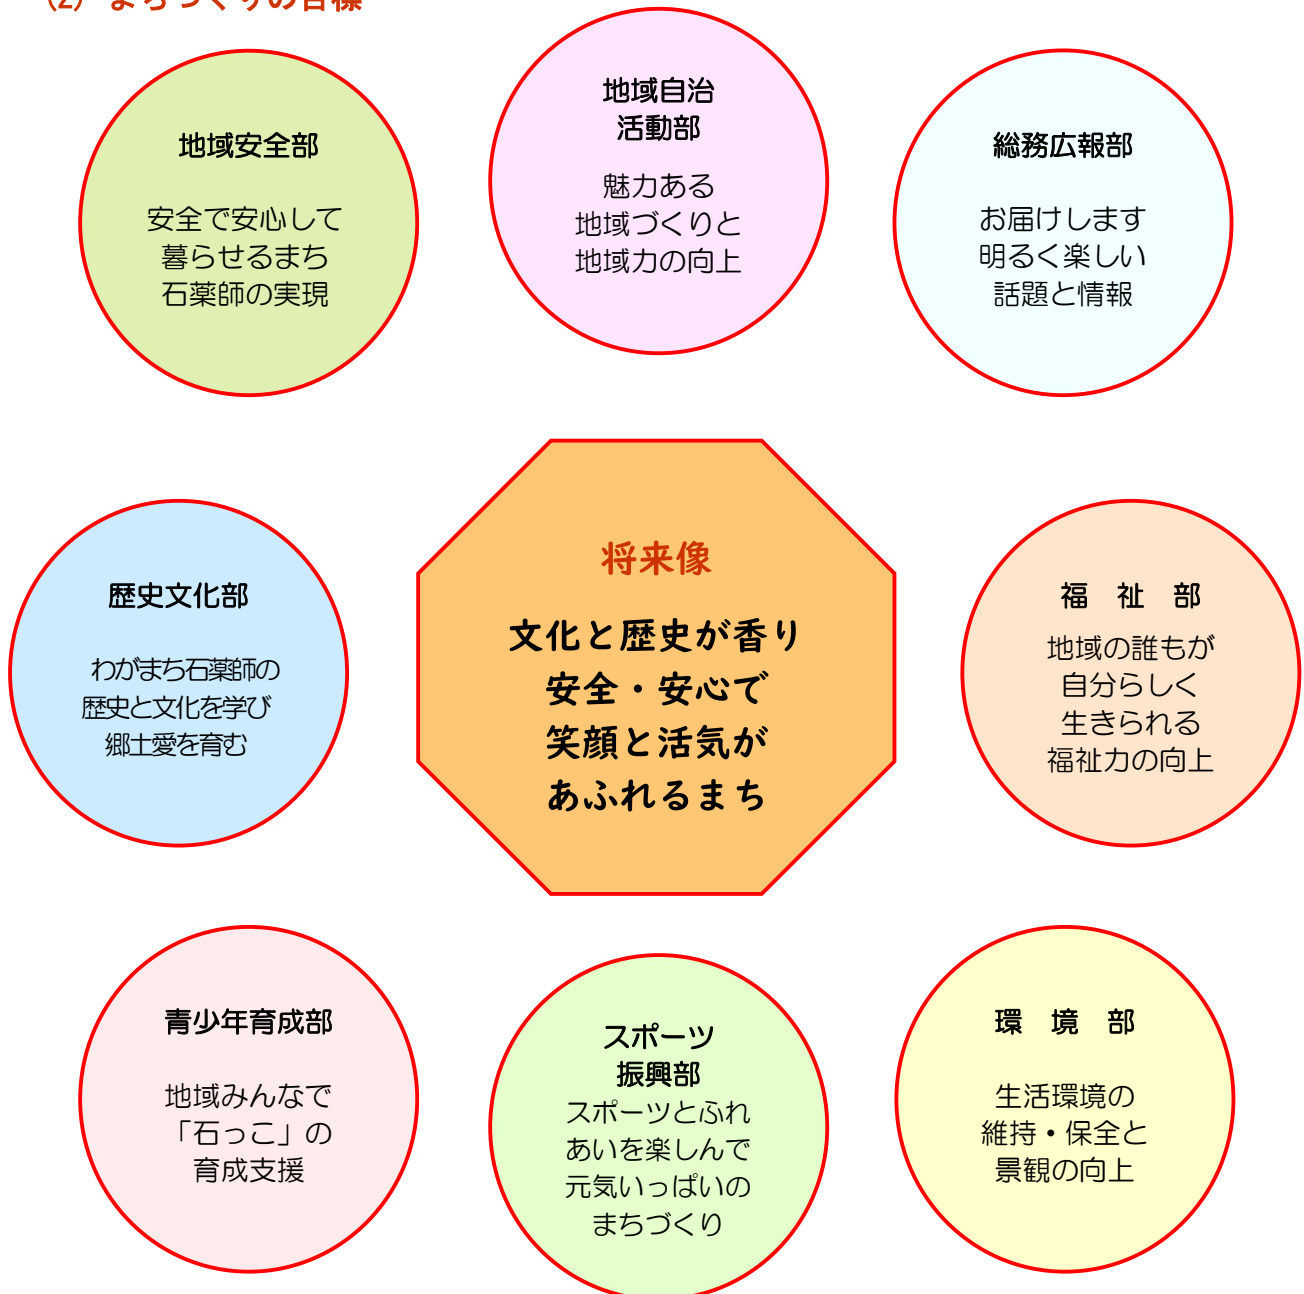 (2) まちづくりの目標
地域安全部
安全で安心して
暮らせるまち
石薬師の実現
地域自治
活動部
魅力ある
地域づくりと
地域力の向上
総務広報部
お届けします
明るく楽しい
話題と情報
歴史文化部
わがまち石薬師の
歴史と文化を学び
郷土愛を育む
将来像
文化と歴史が香り
安全・安心で
笑顔と活気が
あふれるまち
福　祉　部
地域の誰もが
自分らしく
生きられる
福祉力の向上
青少年育成部
地域みんなで
「石っこ」の
育成支援
スポーツ
振興部
スポーツとふれ
あいを楽しんで
元気いっぱいの
まちづくり
環　境　部
生活環境の
維持・保全と
景観の向上